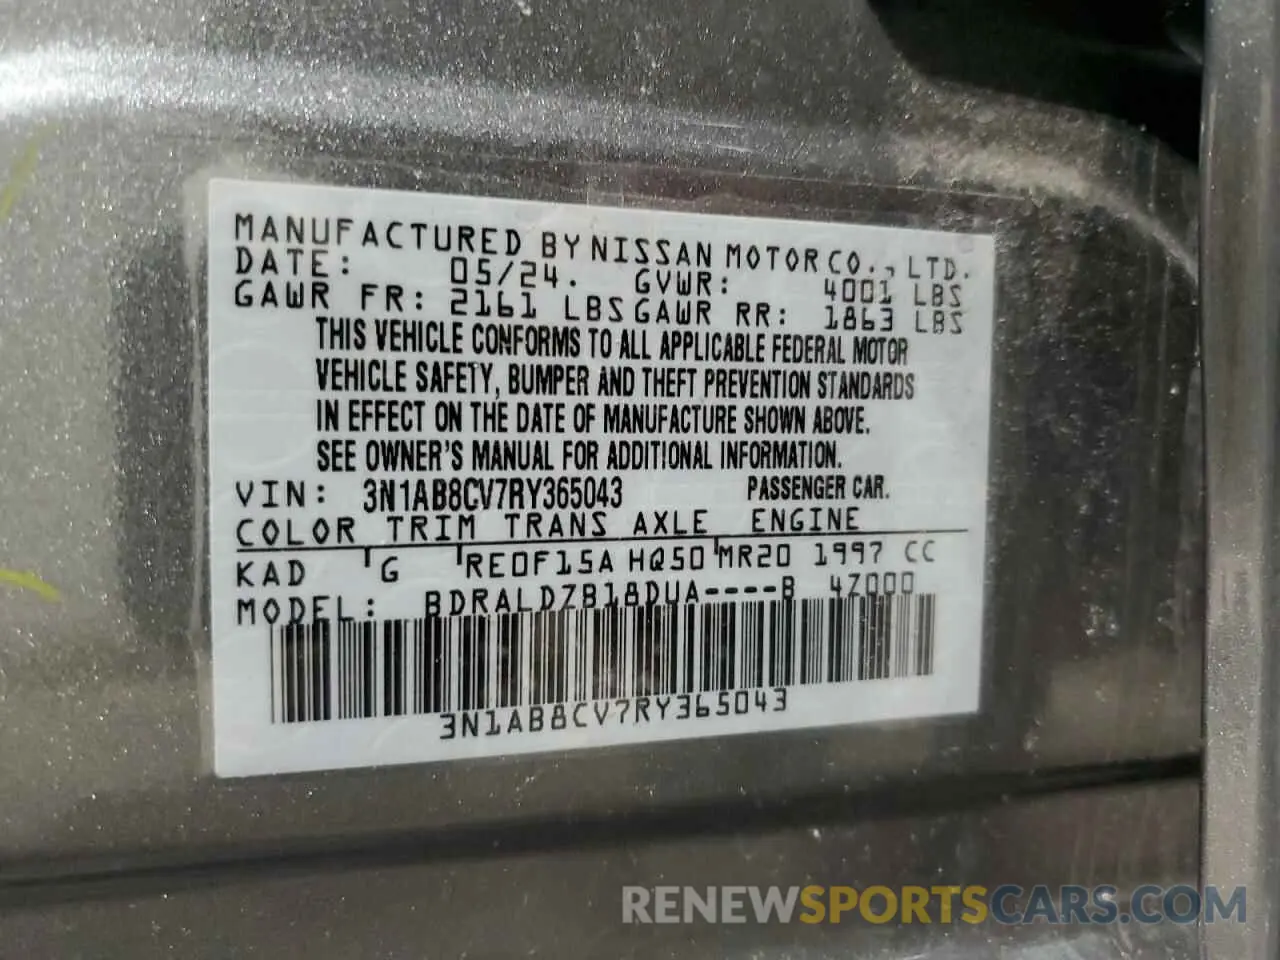 MANUFACTURED BY NISSAN MOTOR CO., LTD.
DATE: 05/24. GVWR: 4001 LBS
GAWR FR: 2161 LBS GAWR RR: 1863 LBS
THIS VEHICLE CONFORMS TO ALL APPLICABLE FEDERAL MOTOR
VEHICLE SAFETY, BUMPER AND THEFT PREVENTION STANDARDS
IN EFFECT ON THE DATE OF MANUFACTURE SHOWN ABOVE.
SEE OWNER'S MANUAL FOR ADDITIONAL INFORMATION.
VIN: 3N1AB8CV7RY365043 PASSENGER CAR.
COLOR TRIM TRANS AXLE ENGINE
KAD G RE0F15A HQ50 MR20 1997 CC
MODEL: BDRALDZB18DUA----B 4Z000
3N1AB8CV7RY365043
RENEWSPORTSCARS.COM